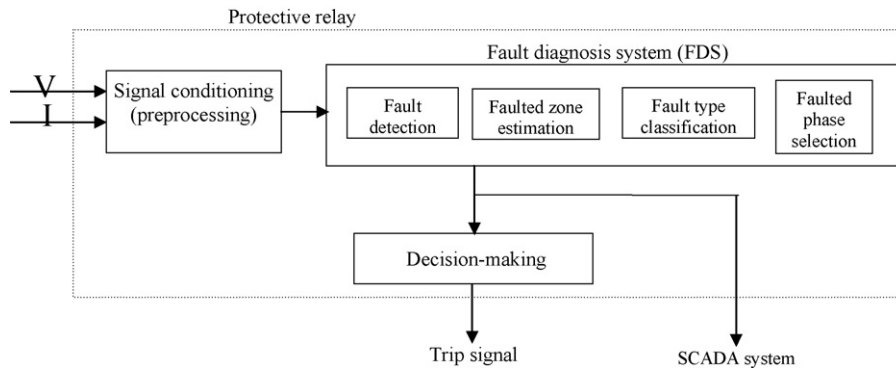 Protective relay
Fault diagnosis system (FDS)
V
I
Signal conditioning
(preprocessing)
Fault
detection
Faulted zone
estimation
Fault type
classification
Faulted
phase
selection
Decision-making
Trip signal
SCADA system